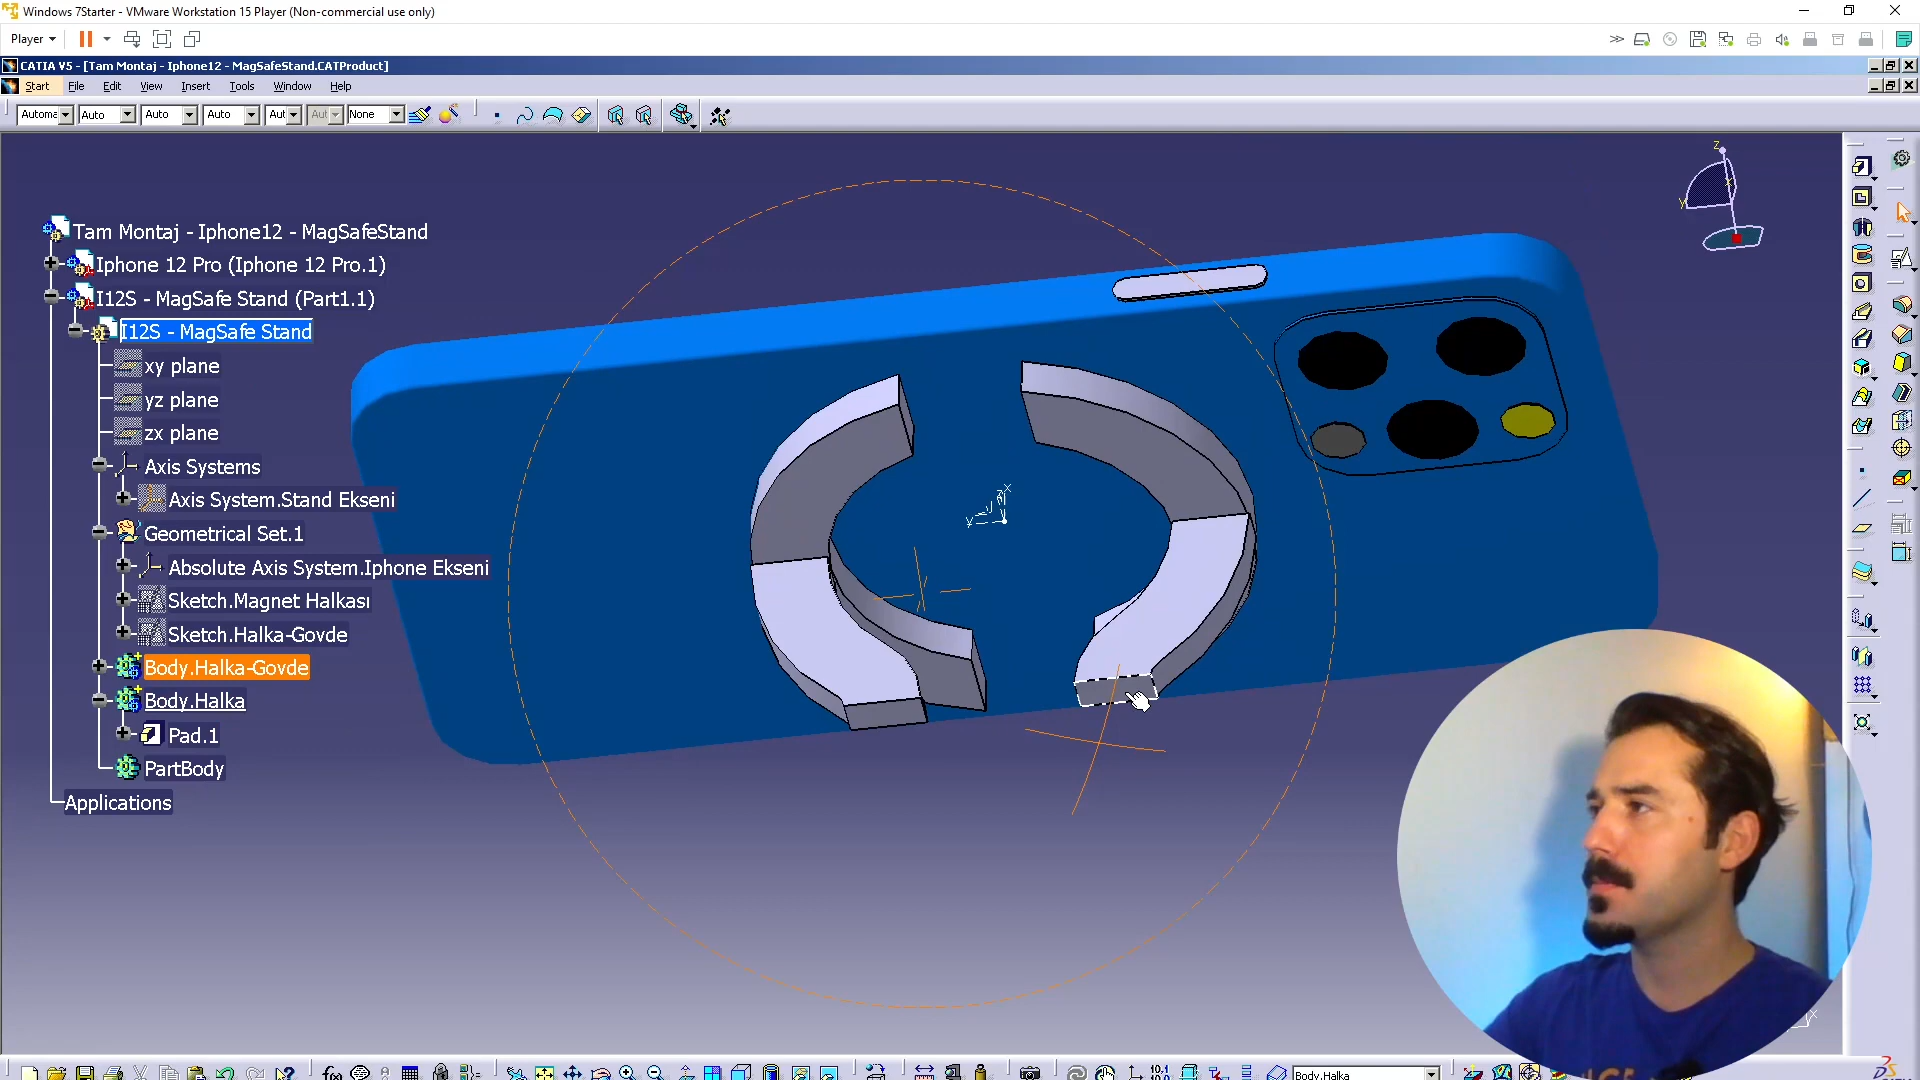 Windows 7Starter - VMware Workstation 15 Player (Non-commercial use only)
Player
CATIA V5 - [Tam Montaj - Iphone12 - MagSafeStand.CATProduct]
Start File Edit View Insert Tools Window Help
Automa Auto Auto Auto Aut Aut None
Tam Montaj - Iphone12 - MagSafeStand
Iphone 12 Pro (Iphone 12 Pro.1)
I12S - MagSafe Stand (Part1.1)
I12S - MagSafe Stand
xy plane
yz plane
zx plane
Axis Systems
Axis System.Stand Ekseni
Geometrical Set.1
Absolute Axis System.Iphone Ekseni
Sketch.Magnet Halkası
Sketch.Halka-Govde
Body.Halka-Govde
Body.Halka
Pad.1
PartBody
Applications
z
x
y
x
z
y
x
Body.Halka